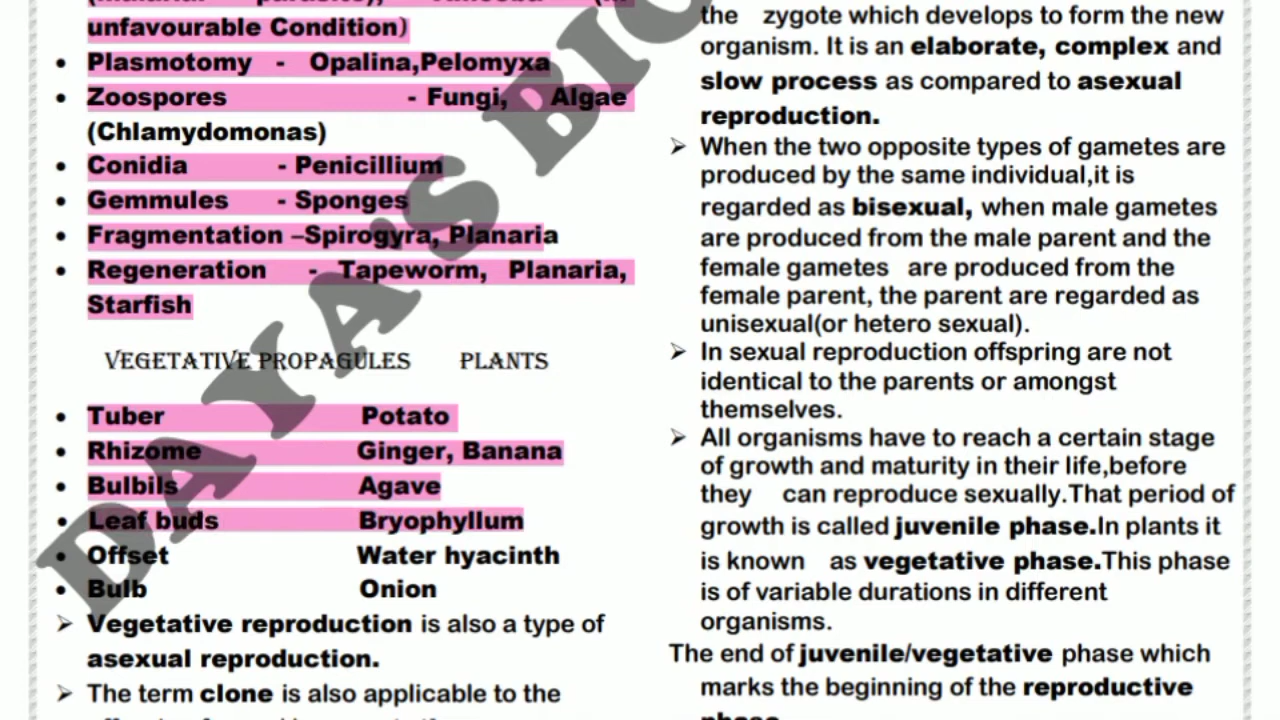 (malarial parasite), Amoeba (in
unfavourable Condition)
• Plasmotomy - Opalina,Pelomyxa
• Zoospores - Fungi, Algae
(Chlamydomonas)
• Conidia - Penicillium
• Gemmules - Sponges
• Fragmentation –Spirogyra, Planaria
• Regeneration - Tapeworm, Planaria,
Starfish
VEGETATIVE PROPAGULES PLANTS
• Tuber Potato
• Rhizome Ginger, Banana
• Bulbils Agave
• Leaf buds Bryophyllum
• Offset Water hyacinth
• Bulb Onion
➢ Vegetative reproduction is also a type of
asexual reproduction.
➢ The term clone is also applicable to the
the zygote which develops to form the new
organism. It is an elaborate, complex and
slow process as compared to asexual
reproduction.
➢ When the two opposite types of gametes are
produced by the same individual,it is
regarded as bisexual, when male gametes
are produced from the male parent and the
female gametes are produced from the
female parent, the parent are regarded as
unisexual(or hetero sexual).
➢ In sexual reproduction offspring are not
identical to the parents or amongst
themselves.
➢ All organisms have to reach a certain stage
of growth and maturity in their life,before
they can reproduce sexually.That period of
growth is called juvenile phase.In plants it
is known as vegetative phase.This phase
is of variable durations in different
organisms.
The end of juvenile/vegetative phase which
marks the beginning of the reproductive
phase
DAYA'S BIO